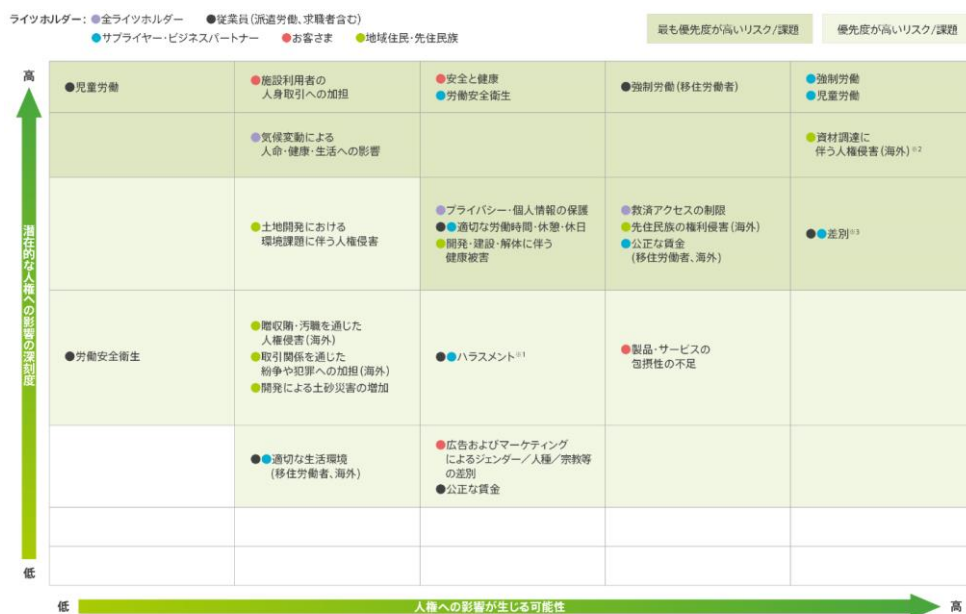 ライツホルダー: ●全ライツホルダー ●従業員(派遣労働、求職者含む)
●サプライヤー・ビジネスパートナー ●お客さま ●地域住民・先住民族
最も優先度が高いリスク/課題
優先度が高いリスク/課題
高
潜在的な人権への影響の深刻度
低
●児童労働
●施設利用者の
人身取引への加担
●安全と健康
●労働安全衛生
●強制労働(移住労働者)
●強制労働
●児童労働
●気候変動による
人命・健康・生活への影響
●資材調達に
伴う人権侵害(海外)※2
●土地開発における
環境課題に伴う人権侵害
●プライバシー・個人情報の保護
●●適切な労働時間・休憩・休日
●開発・建設・解体に伴う
健康被害
●救済アクセスの制限
●先住民族の権利侵害(海外)
●公正な賃金
(移住労働者、海外)
●●差別※3
●労働安全衛生
●贈収賄・汚職を通じた
人権侵害(海外)
●取引関係を通じた
紛争や犯罪への加担(海外)
●開発による土砂災害の増加
●●ハラスメント※1
●製品・サービスの
包摂性の不足
●●適切な生活環境
(移住労働者、海外)
●広告およびマーケティング
によるジェンダー／人種／宗教等
の差別
●公正な賃金
低
人権への影響が生じる可能性
高